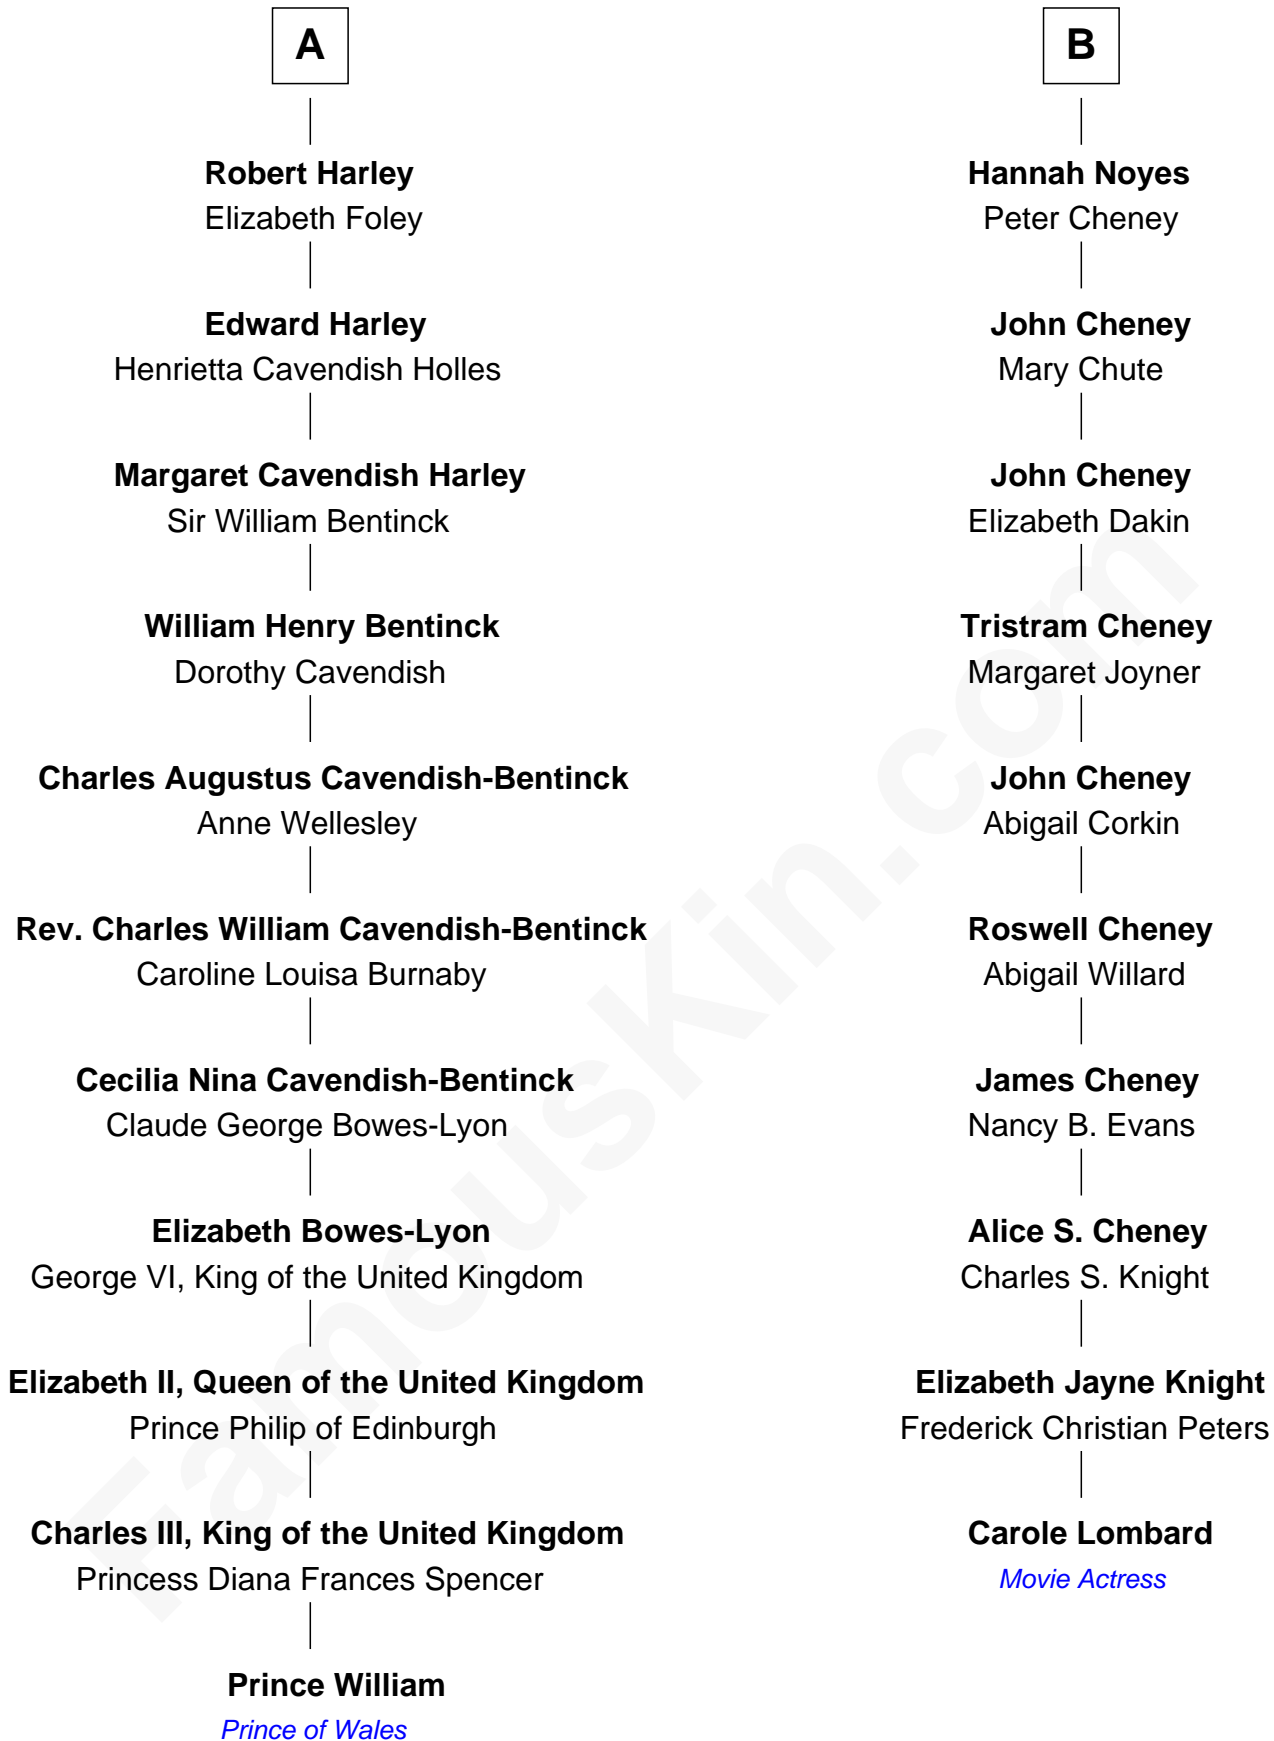 A
Robert Harley
Elizabeth Foley
Edward Harley
Henrietta Cavendish Holles
Margaret Cavendish Harley
Sir William Bentinck
William Henry Bentinck
Dorothy Cavendish
Charles Augustus Cavendish-Bentinck
Anne Wellesley
Rev. Charles William Cavendish-Bentinck
Caroline Louisa Burnaby
Cecilia Nina Cavendish-Bentinck
Claude George Bowes-Lyon
Elizabeth Bowes-Lyon
George VI, King of the United Kingdom
Elizabeth II, Queen of the United Kingdom
Prince Philip of Edinburgh
Charles III, King of the United Kingdom
Princess Diana Frances Spencer
Prince William
Prince of Wales
B
Hannah Noyes
Peter Cheney
John Cheney
Mary Chute
John Cheney
Elizabeth Dakin
Tristram Cheney
Margaret Joyner
John Cheney
Abigail Corkin
Roswell Cheney
Abigail Willard
James Cheney
Nancy B. Evans
Alice S. Cheney
Charles S. Knight
Elizabeth Jayne Knight
Frederick Christian Peters
Carole Lombard
Movie Actress
FamousKin.com